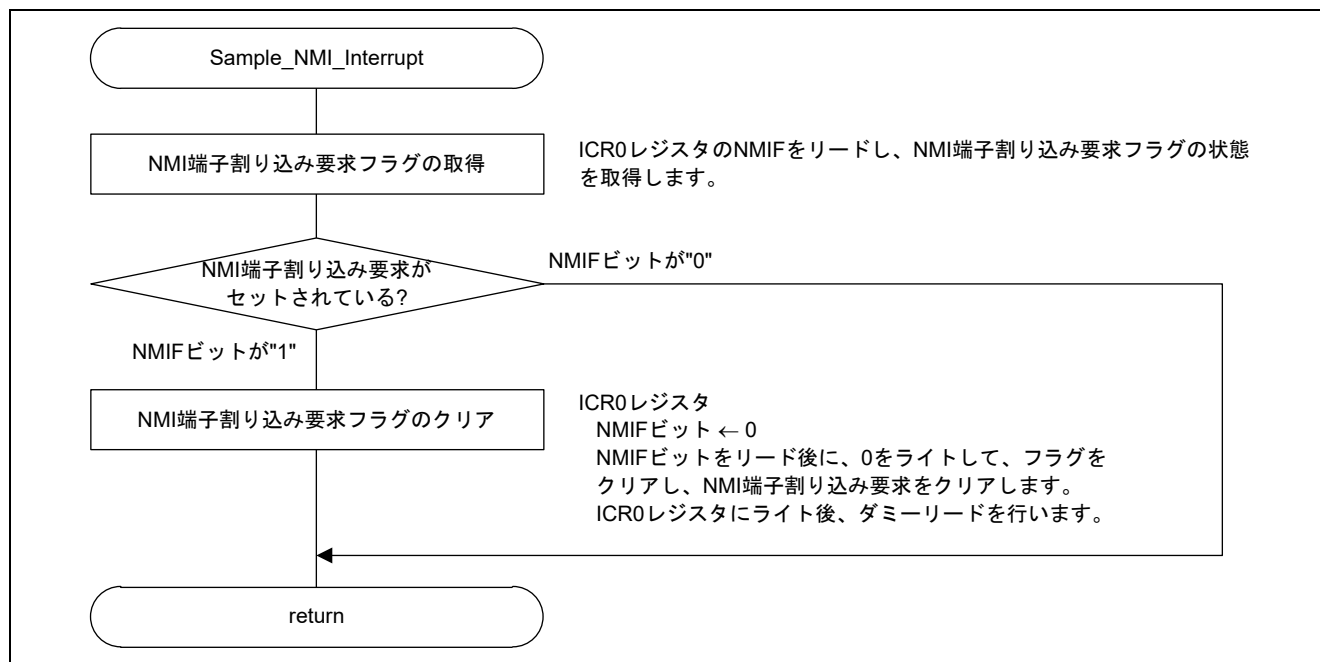 Sample_NMI_Interrupt
NMI端子割り込み要求フラグの取得
ICR0レジスタのNMIFをリードし、NMI端子割り込み要求フラグの状態
を取得します。
NMI端子割り込み要求が
セットされている?
NMIFビットが"0"
NMIFビットが"1"
NMI端子割り込み要求フラグのクリア
ICR0レジスタ
NMIFビット ← 0
NMIFビットをリード後に、0をライトして、フラグを
クリアし、NMI端子割り込み要求をクリアします。
ICR0レジスタにライト後、ダミーリードを行います。
return